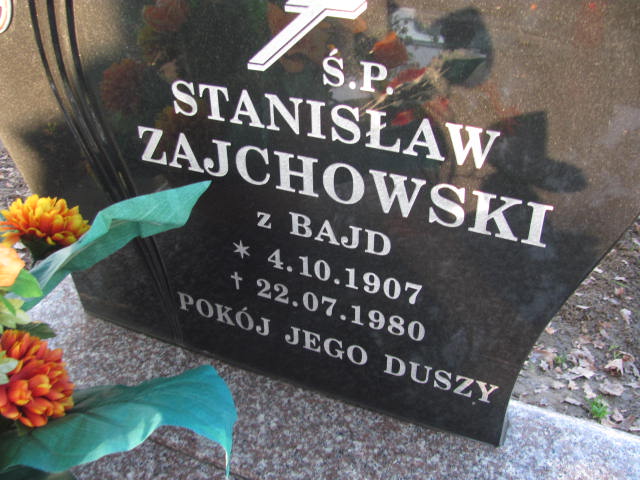 Ś.P.
STANISŁAW
ZAJCHOWSKI
z BAJD
* 4.10.1907
† 22.07.1980
POKÓJ JEGO DUSZY